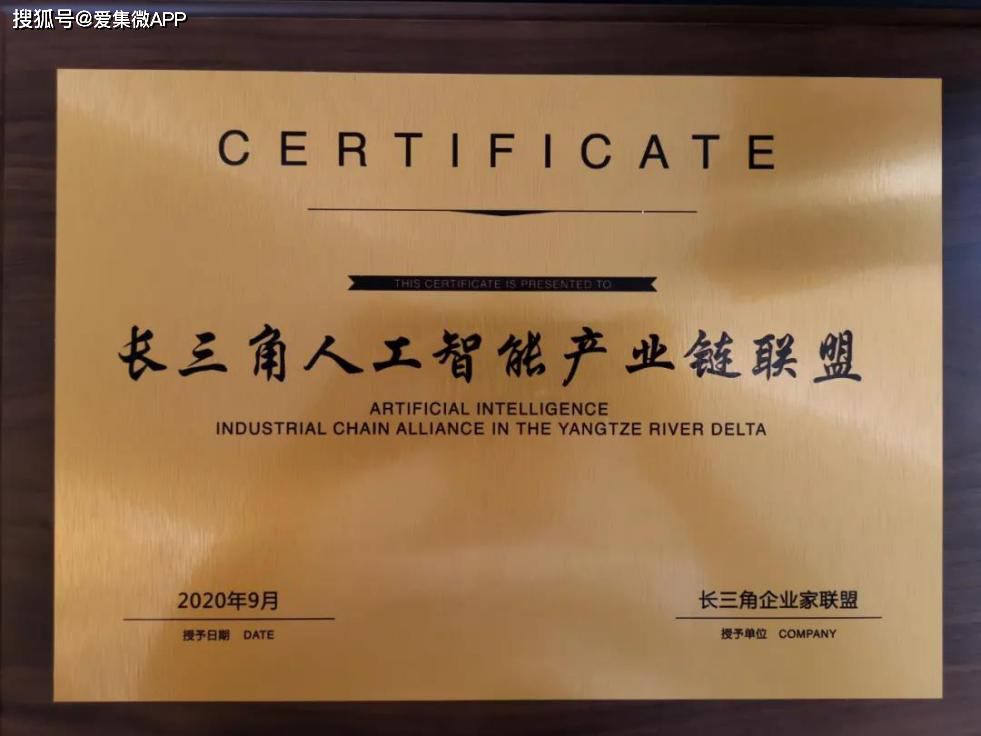 搜狐号@爱集微APP
CERTIFICATE
THIS CERTIFICATE IS PRESENTED TO
长三角人工智能产业链联盟
ARTIFICIAL INTELLIGENCE
INDUSTRIAL CHAIN ALLIANCE IN THE YANGTZE RIVER DELTA
2020年9月
授予日期 DATE
长三角企业家联盟
授予单位 COMPANY